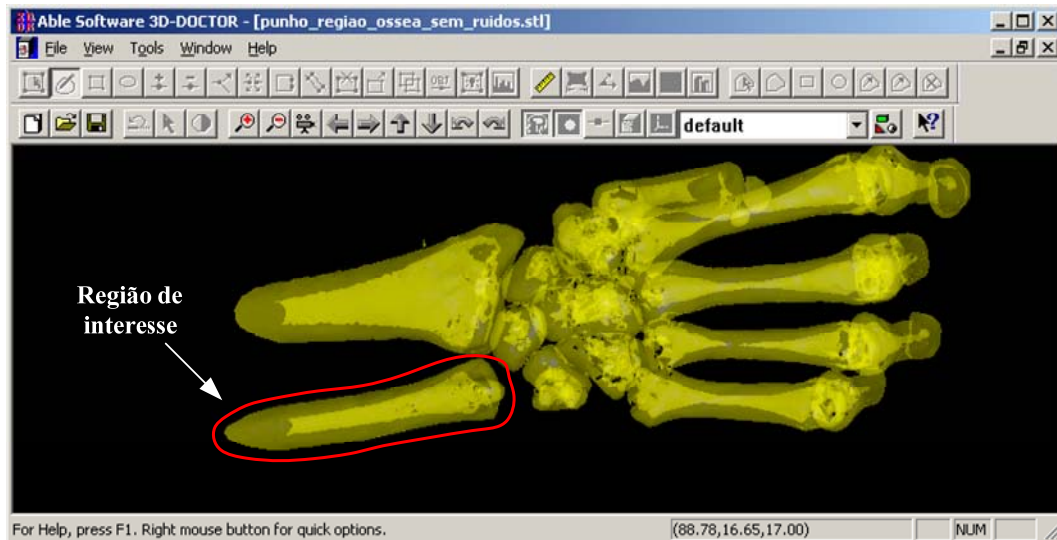 Able Software 3D-DOCTOR - [punho_regiao_ossea_sem_ruidos.stl]
File View Tools Window Help
default
Região de
interesse
For Help, press F1. Right mouse button for quick options. (88.78,16.65,17.00) NUM